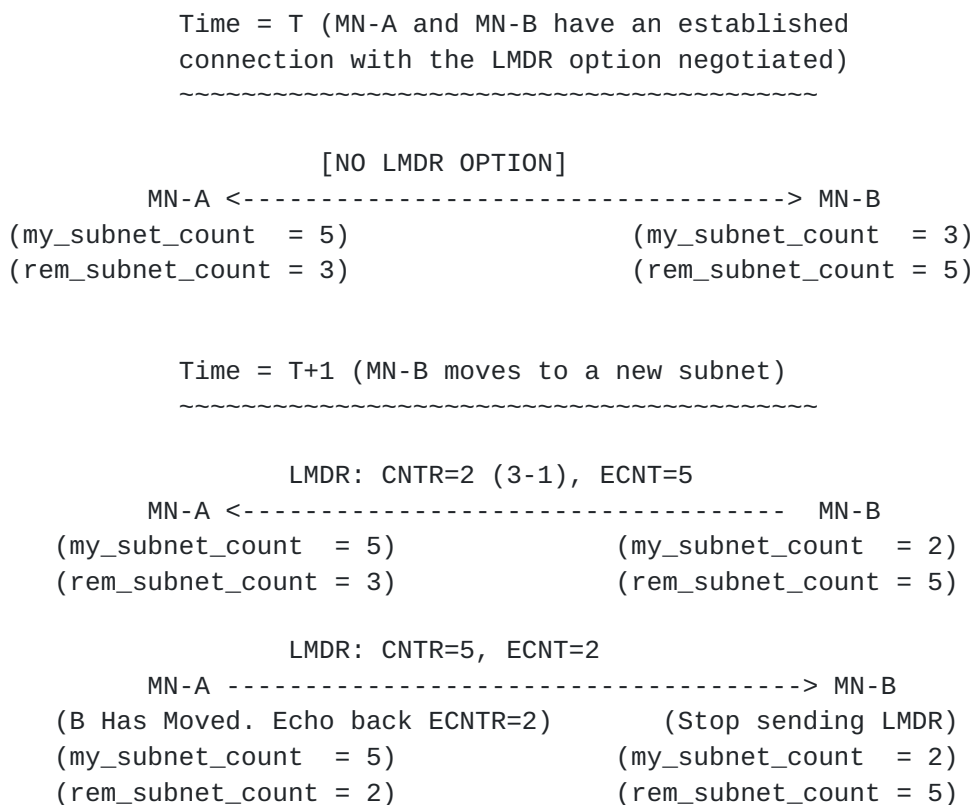 Time = T (MN-A and MN-B have an established
connection with the LMDR option negotiated)
~~~~~~~~~~~~~~~~~~~~~~~~~~~~~~~~~~~~~~~~~
[NO LMDR OPTION]
MN-A <-----------------------------------> MN-B
(my_subnet_count  = 5)                  (my_subnet_count  = 3)
(rem_subnet_count = 3)                  (rem_subnet_count = 5)
Time = T+1 (MN-B moves to a new subnet)
~~~~~~~~~~~~~~~~~~~~~~~~~~~~~~~~~~~~~~~~~
LMDR: CNTR=2 (3-1), ECNT=5
MN-A <-----------------------------------  MN-B
(my_subnet_count  = 5)              (my_subnet_count  = 2)
(rem_subnet_count = 3)              (rem_subnet_count = 5)
LMDR: CNTR=5, ECNT=2
MN-A -------------------------------------> MN-B
(B Has Moved. Echo back ECNTR=2)       (Stop sending LMDR)
(my_subnet_count  = 5)              (my_subnet_count  = 2)
(rem_subnet_count = 2)              (rem_subnet_count = 5)